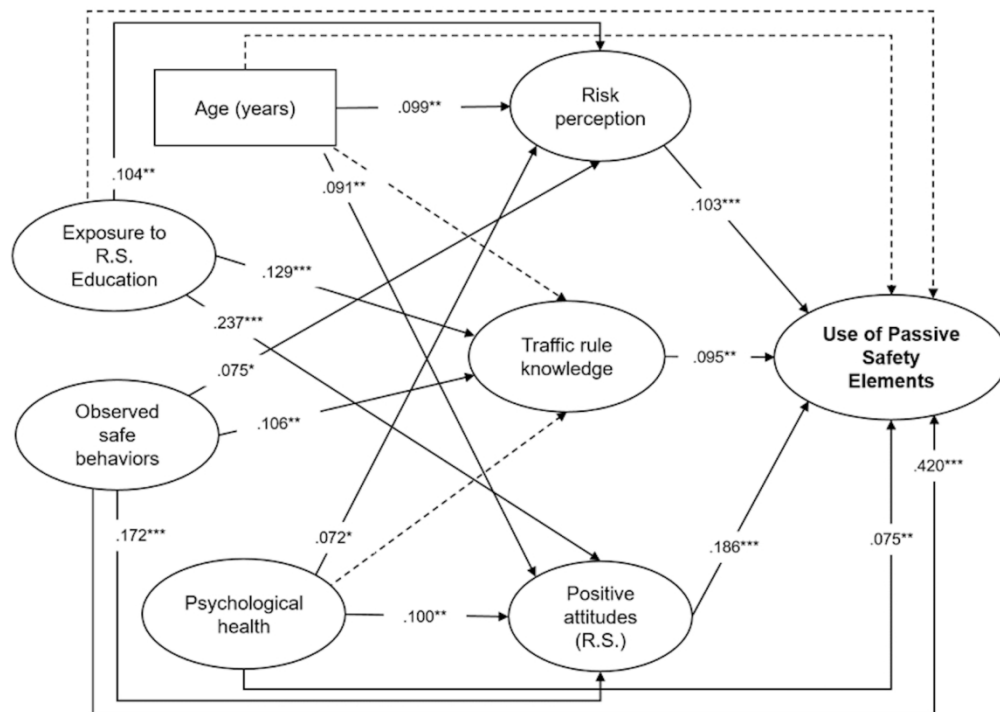 Risk
perception
Age (years)
.099**
.104**
.091**
.103***
Exposure to
R.S.
Education
.129***
.237***
Traffic rule
knowledge
.095**
Use of Passive
Safety
Elements
.075*
Observed
safe
behaviors
.106**
.420***
.172***
.072*
.186***
.075**
Psychological
health
.100**
Positive
attitudes
(R.S.)